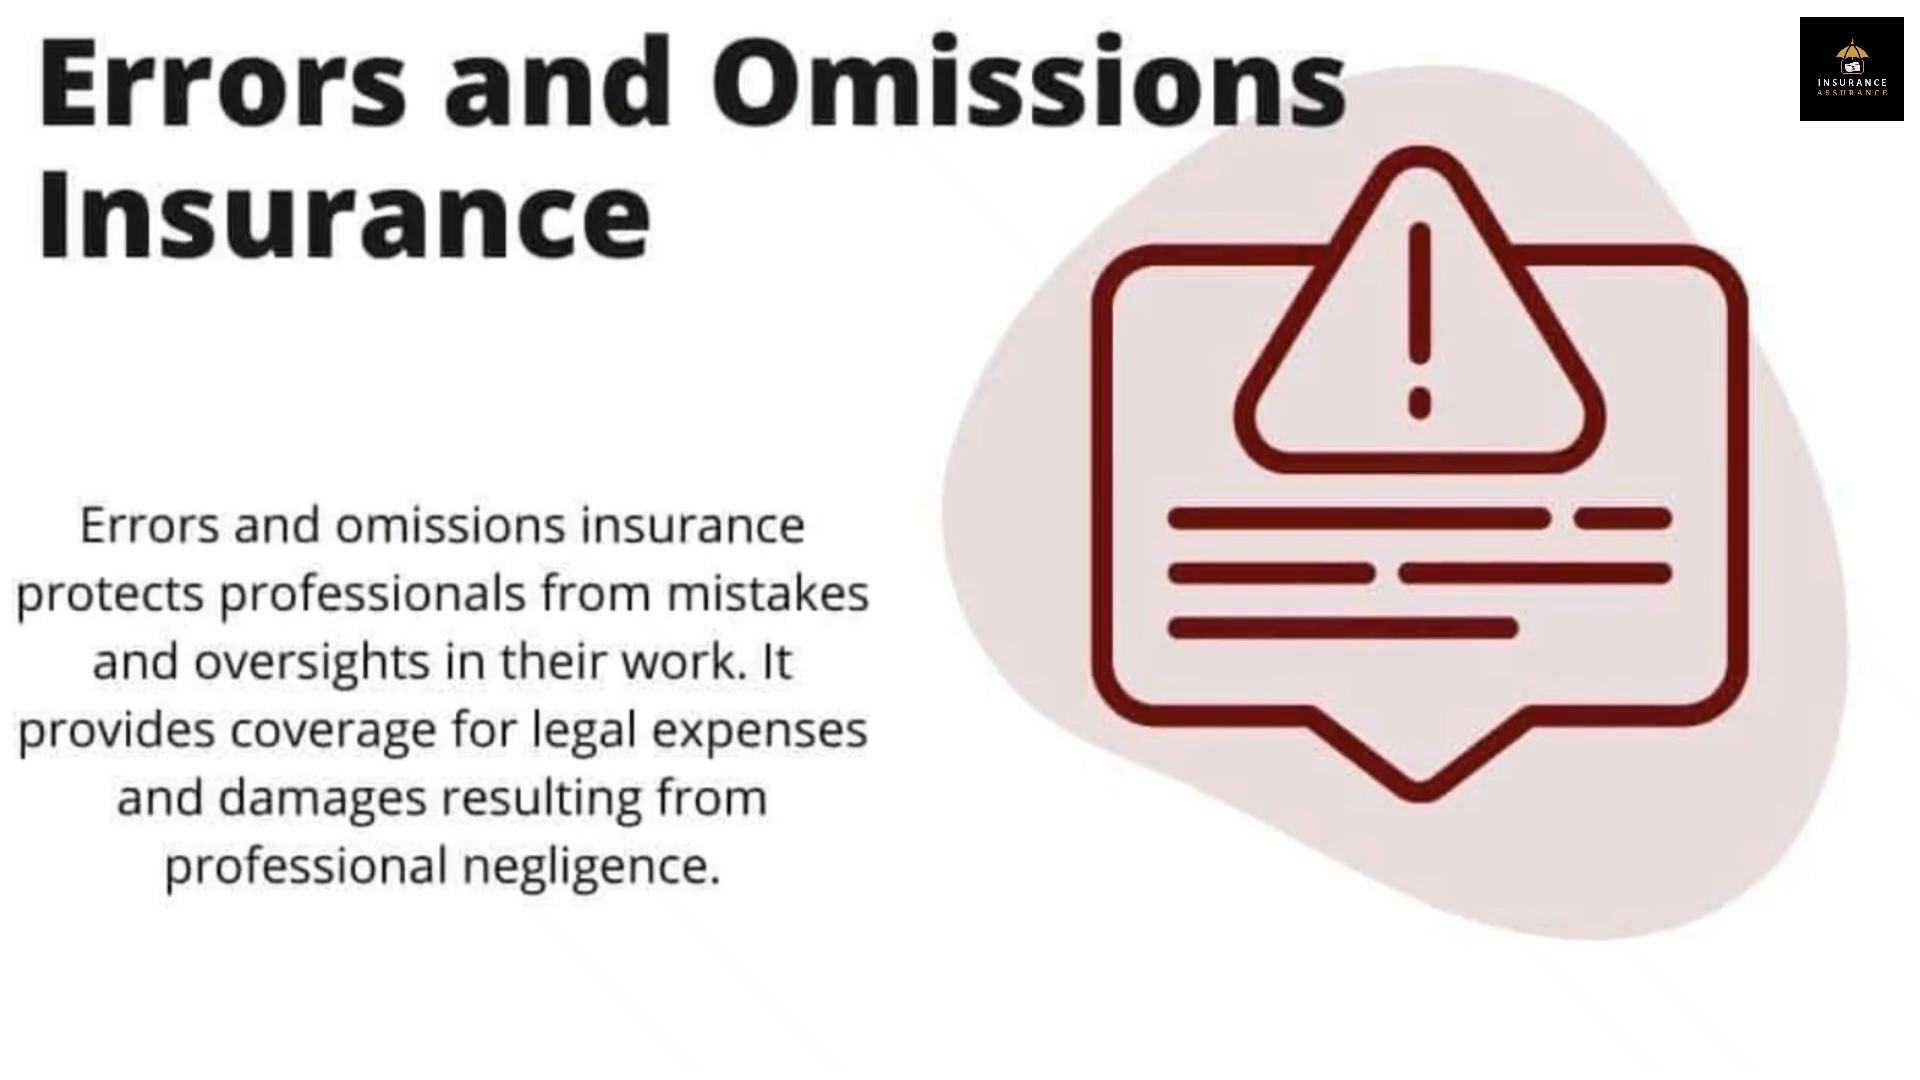 Errors and Omissions
Insurance
INSURANCE
ASSURANCE
Errors and omissions insurance
protects professionals from mistakes
and oversights in their work. It
provides coverage for legal expenses
and damages resulting from
professional negligence.